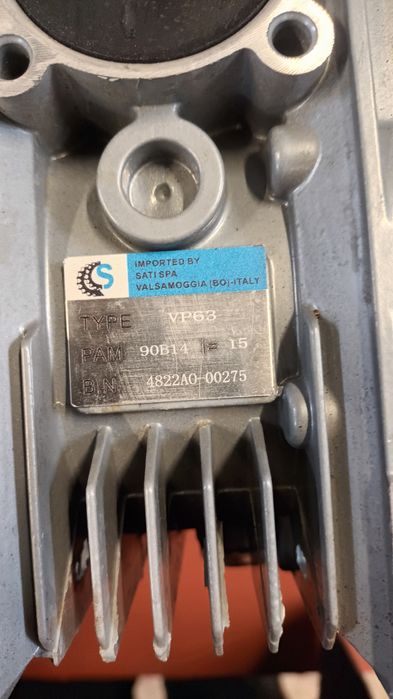 S
IMPORTED BY
SATI SPA
VALSAMOGGIA (BO)-ITALY
TYPE VP63
PAM 90B14 i= 15
B.N. 4822A0-00275